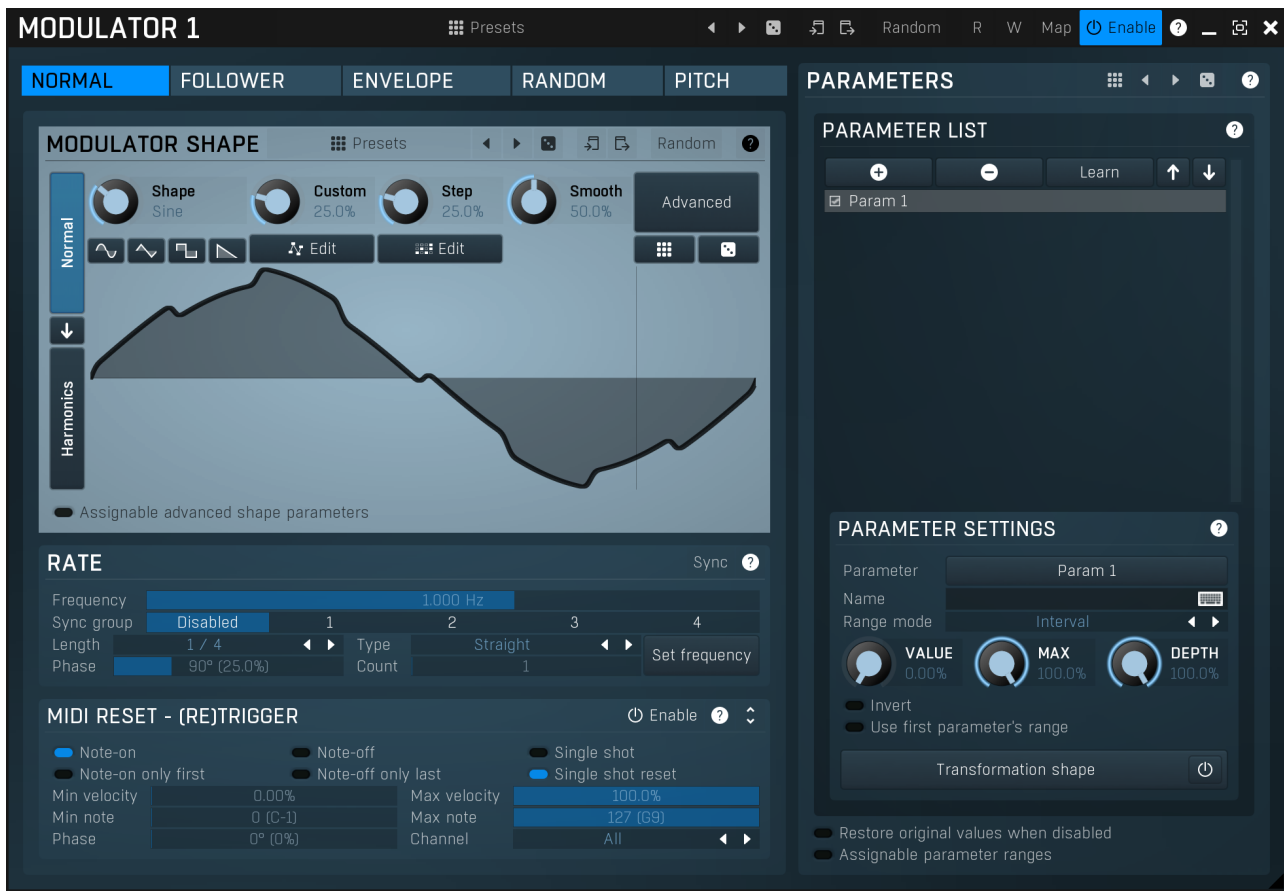 MODULATOR 1 Presets Random R W Map Enable ?
NORMAL FOLLOWER ENVELOPE RANDOM PITCH
MODULATOR SHAPE Presets Random ?
Normal
Harmonics
Shape Custom Step Smooth
Sine 25.0% 25.0% 50.0%
Advanced
Edit Edit
Assignable advanced shape parameters
RATE Sync ?
Frequency 1.000 Hz
Sync group Disabled 1 2 3 4
Length 1 / 4 Type Straight
Set frequency
Phase 90° (25.0%) Count 1
MIDI RESET - (RE)TRIGGER Enable ?
Note-on Note-off Single shot
Note-on only first Note-off only last Single shot reset
Min velocity 0.00% Max velocity 100.0%
Min note 0 (C-1) Max note 127 (G9)
Phase 0° (0%) Channel All
PARAMETERS ?
PARAMETER LIST ?
Learn
Param 1
PARAMETER SETTINGS ?
Parameter Param 1
Name
Range mode Interval
VALUE MAX DEPTH
0.00% 100.0% 100.0%
Invert
Use first parameter's range
Transformation shape
Restore original values when disabled
Assignable parameter ranges